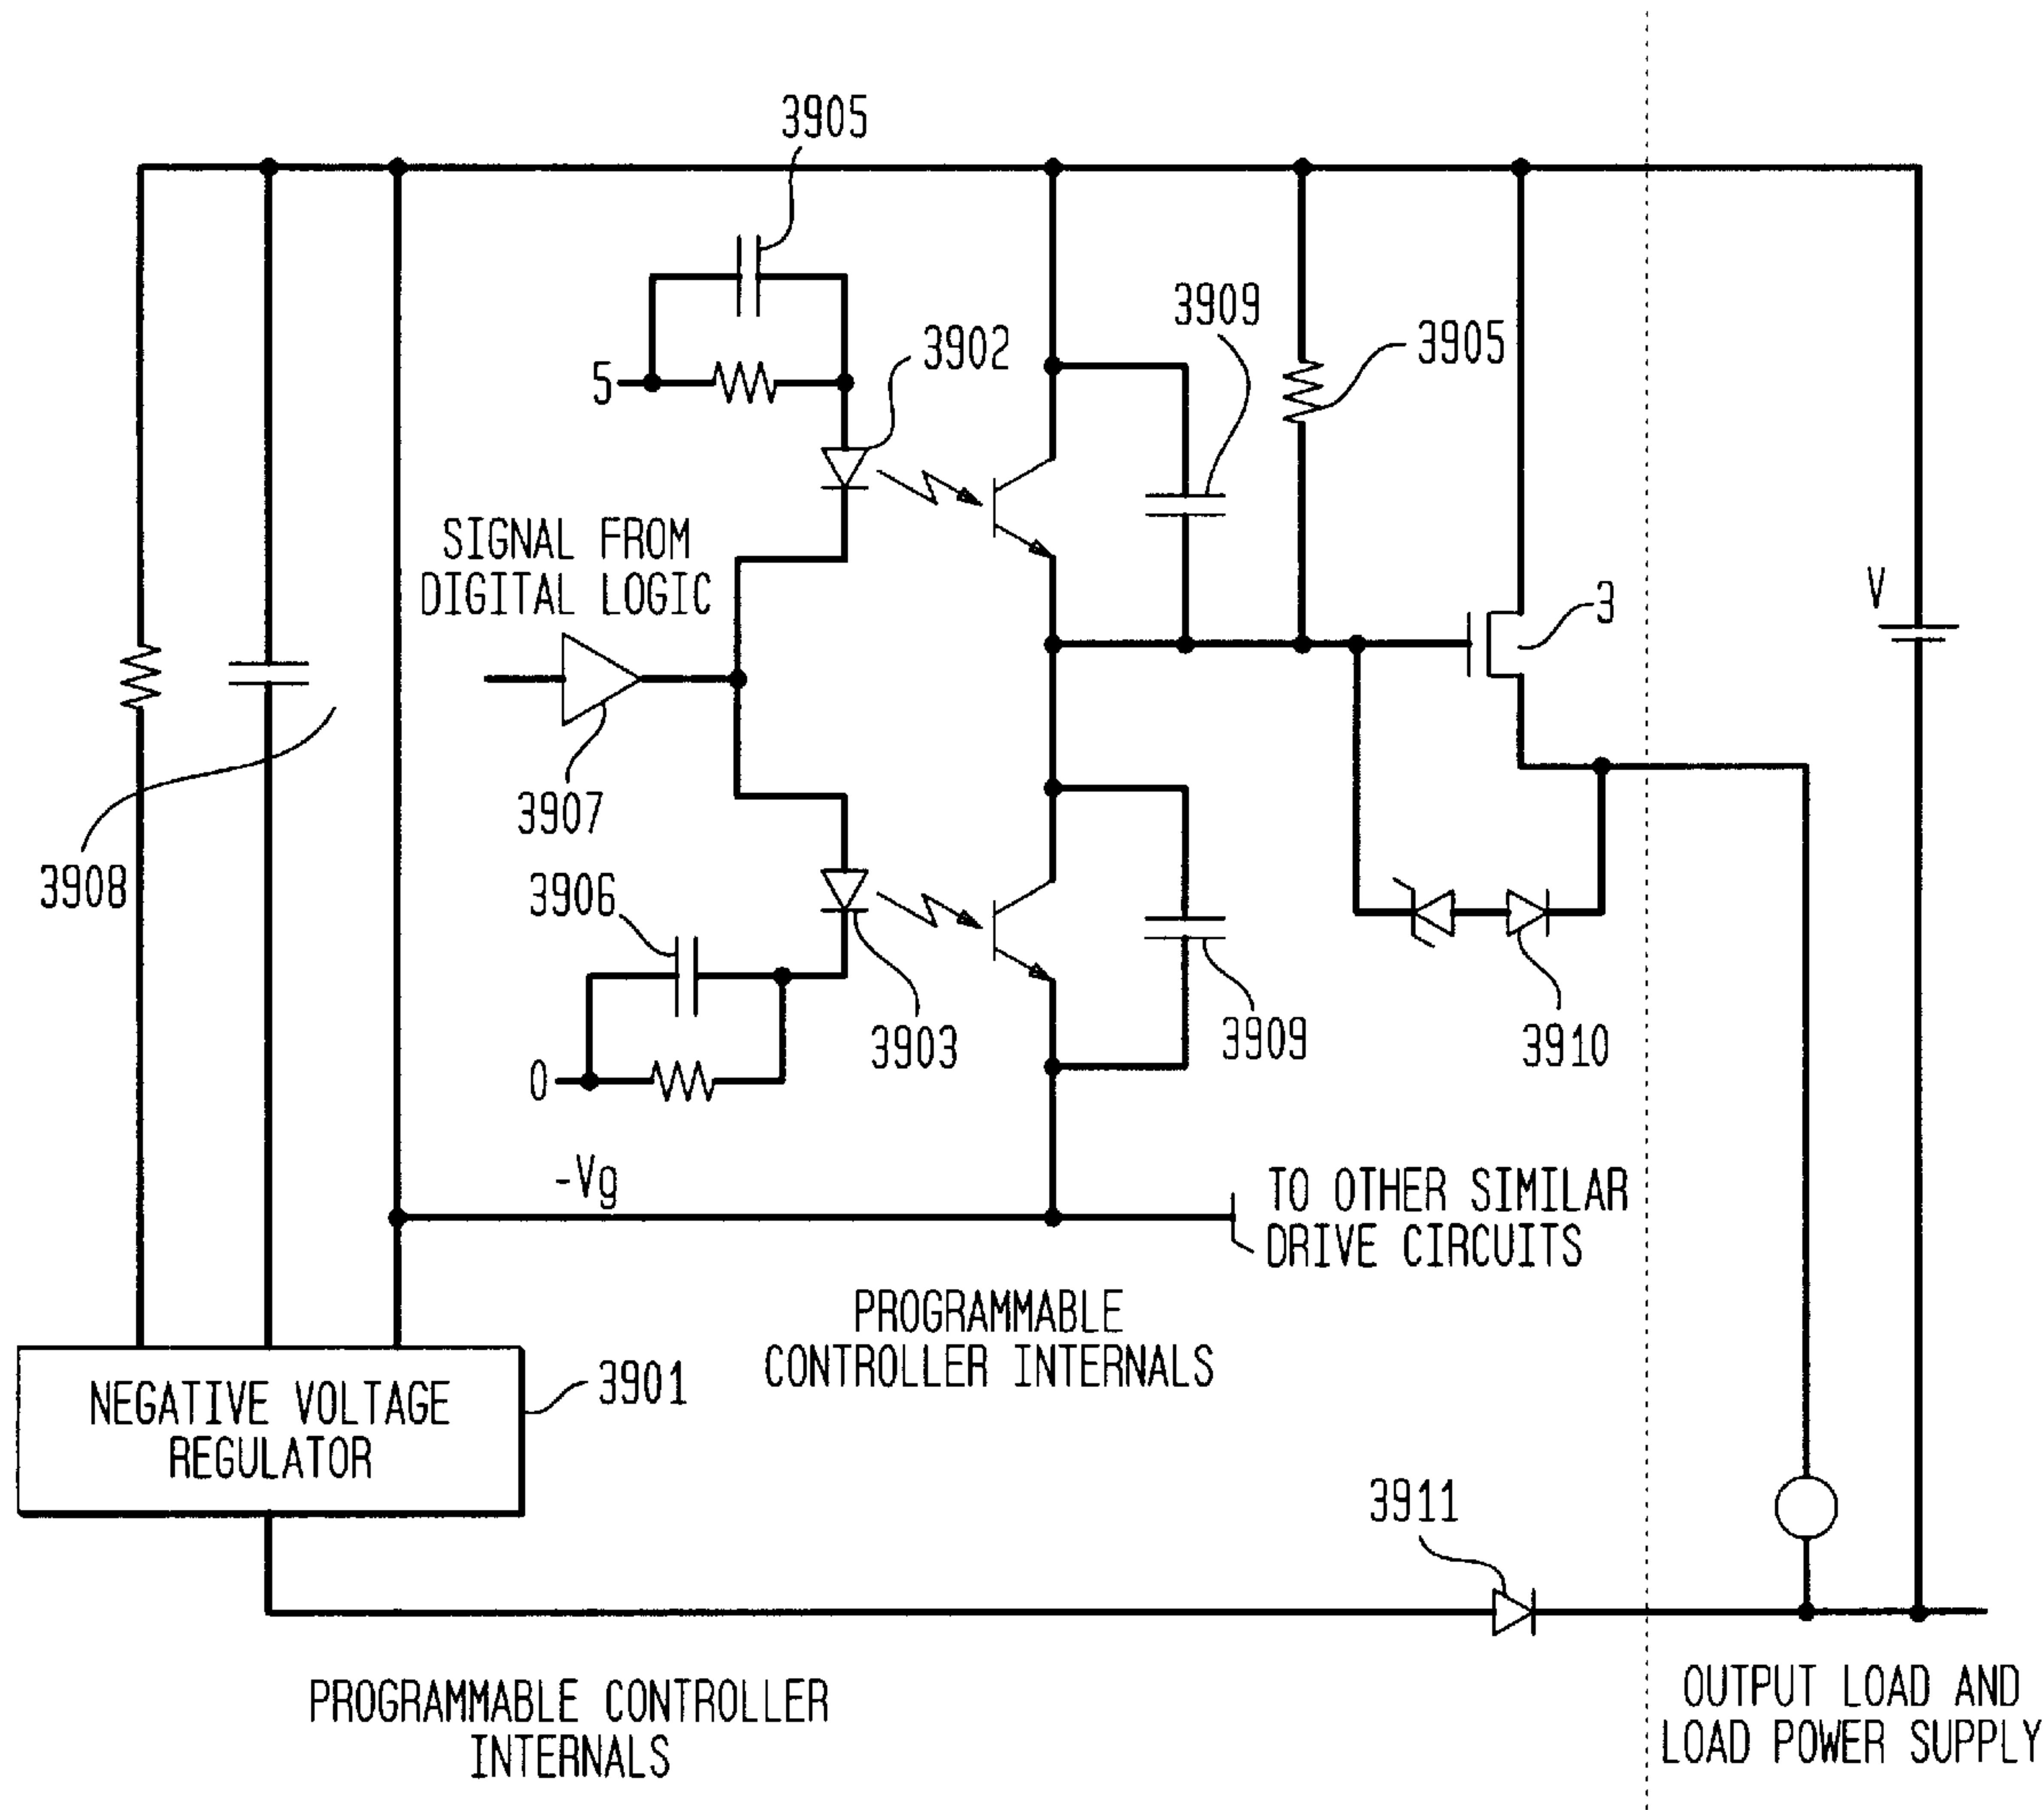 3905
3909
3902
3905
5
SIGNAL FROM
DIGITAL LOGIC
V
3
3907
3908
3906
3903
3909
3910
0
-Vg
TO OTHER SIMILAR
DRIVE CIRCUITS
PROGRAMMABLE
CONTROLLER INTERNALS
NEGATIVE VOLTAGE
REGULATOR
3901
3911
PROGRAMMABLE CONTROLLER
INTERNALS
OUTPUT LOAD AND
LOAD POWER SUPPLY